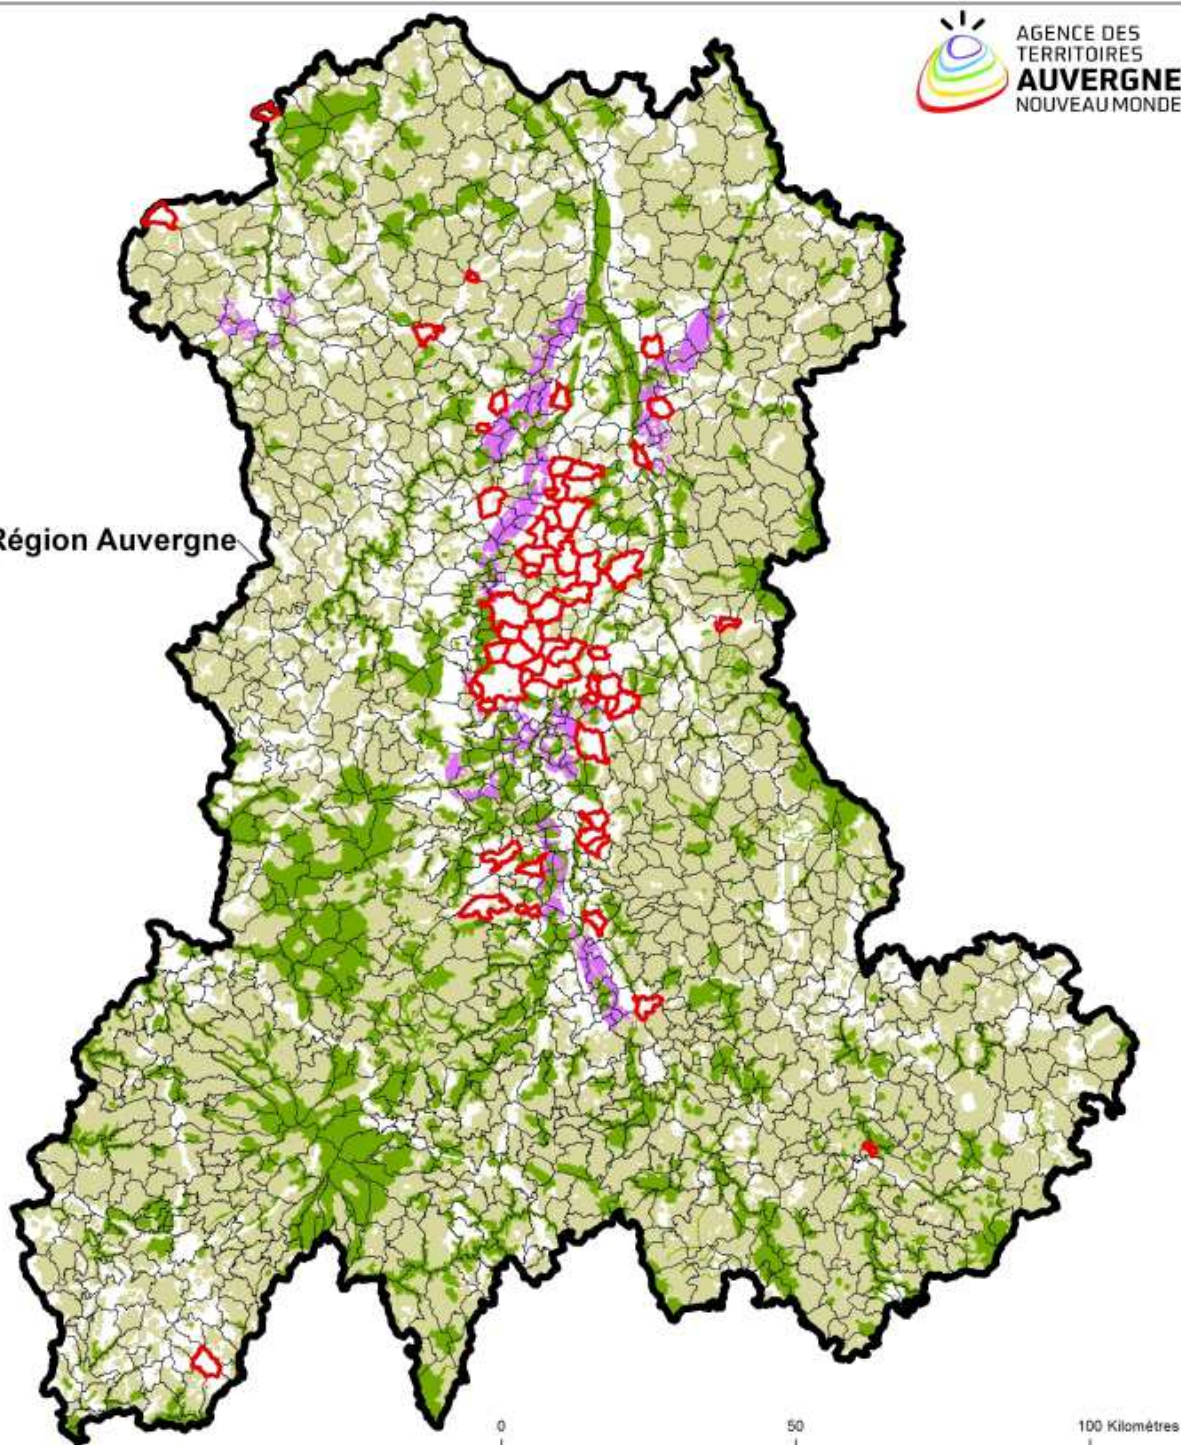 AGENCE DES
TERRITOIRES
AUVERGNE
NOUVEAU MONDE
Région Auvergne
0 50 100 Kilomètres